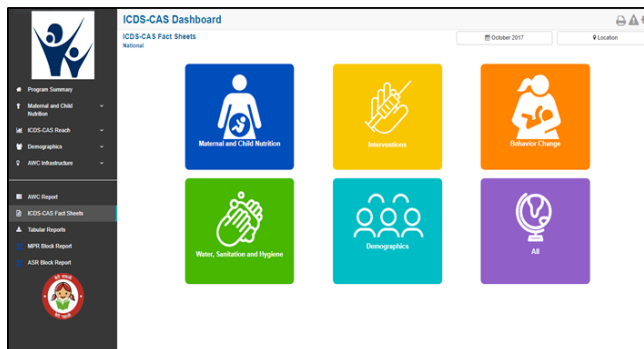 ICDS-CAS Dashboard
ICDS-CAS Fact Sheets
National
October 2017
Location
Program Summary
Maternal and Child
Nutrition
ICDS-CAS Reach
Demographics
AWC Infrastructure
AWC Report
ICDS-CAS Fact Sheets
Tabular Reports
MPR Block Report
ASR Block Report
Maternal and Child Nutrition
Interventions
Behavior Change
Water, Sanitation and Hygiene
Demographics
All